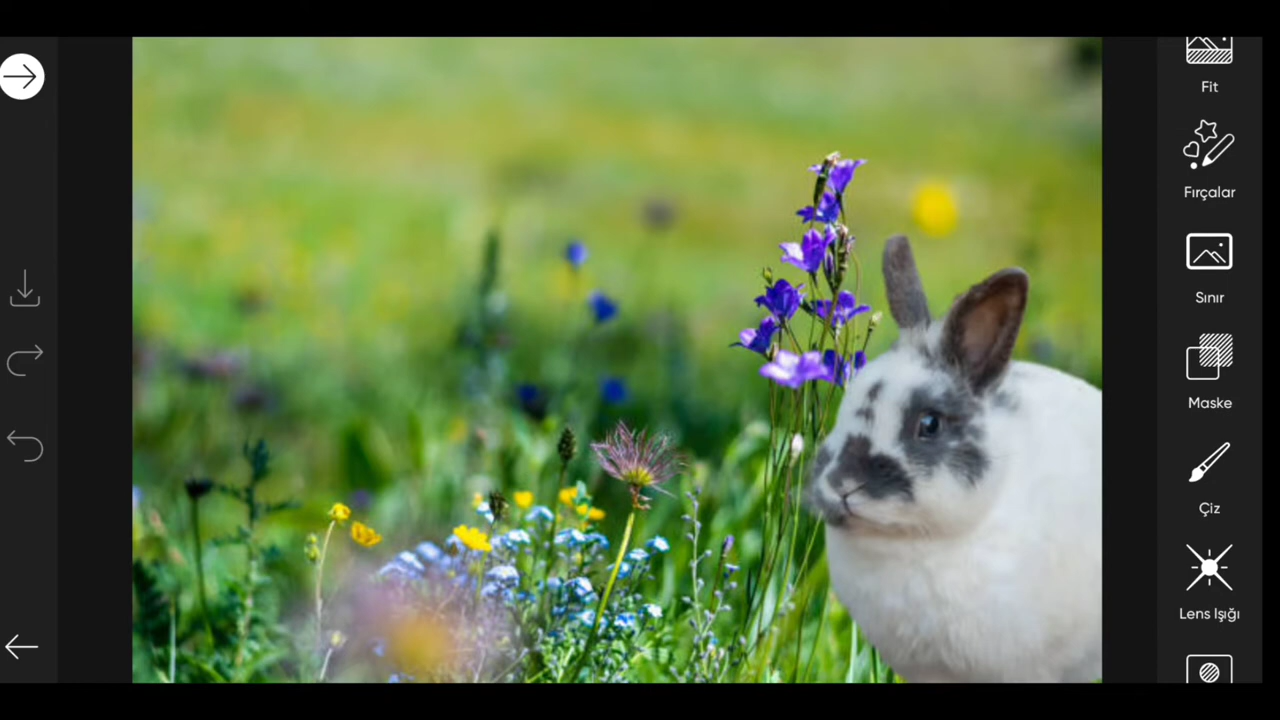 Fit
Fırçalar
Sınır
Maske
Çiz
Lens Işığı